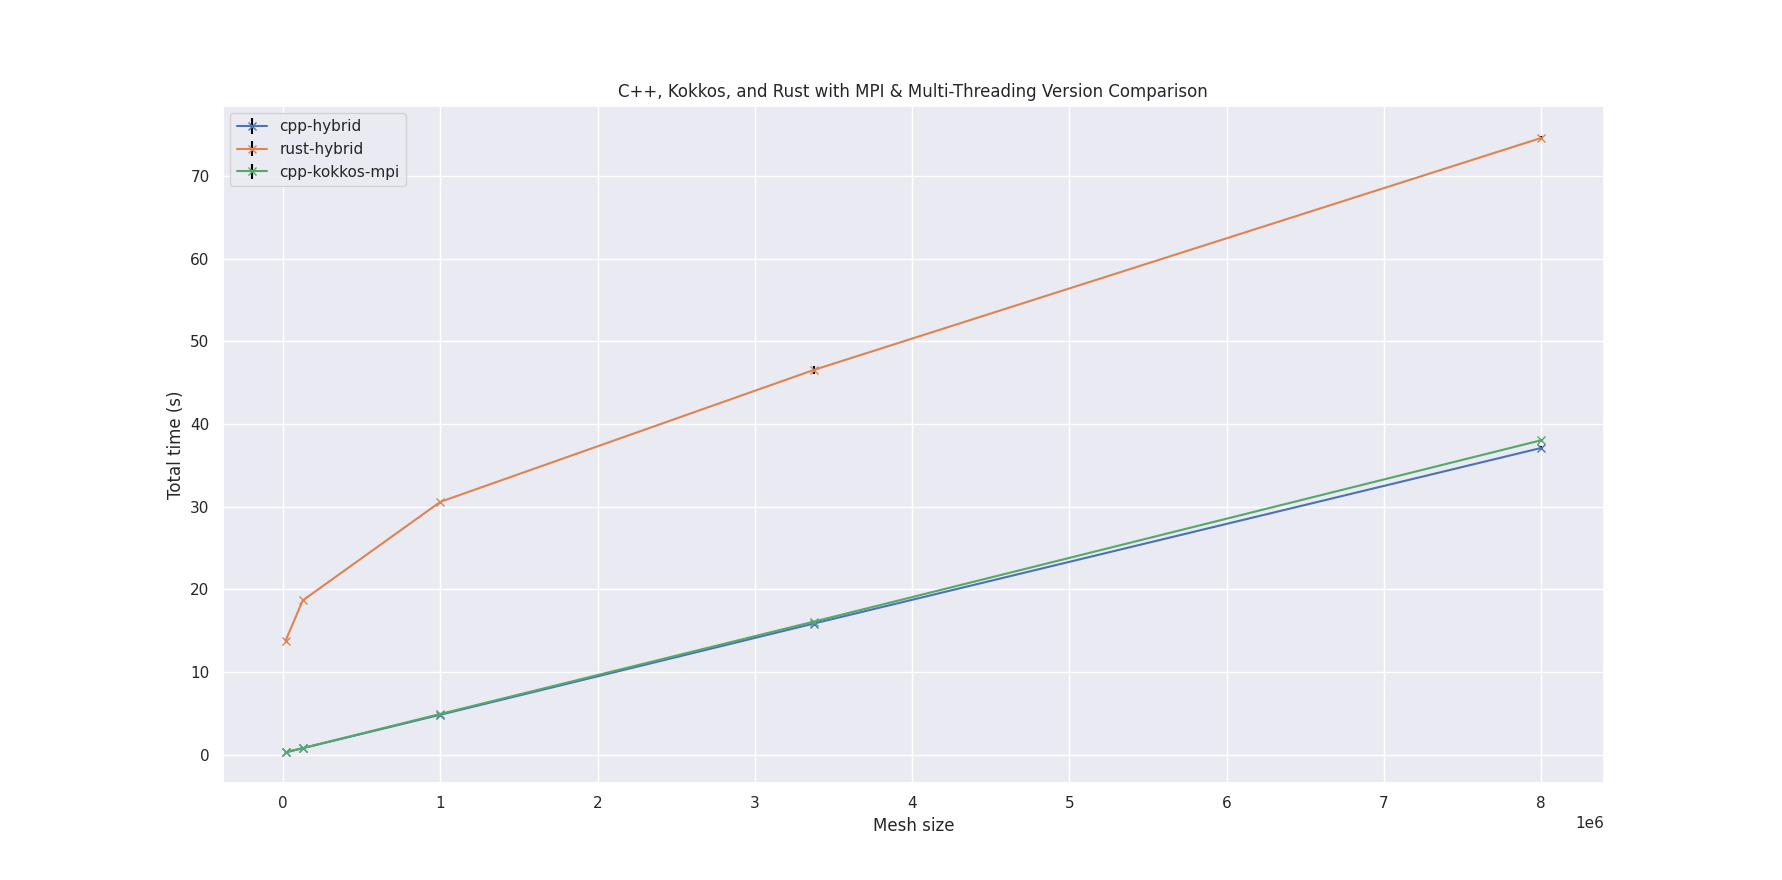 C++, Kokkos, and Rust with MPI & Multi-Threading Version Comparison
cpp-hybrid
rust-hybrid
cpp-kokkos-mpi
Total time (s)
70
60
50
40
30
20
10
0
0 1 2 3 4 5 6 7 8
1e6
Mesh size